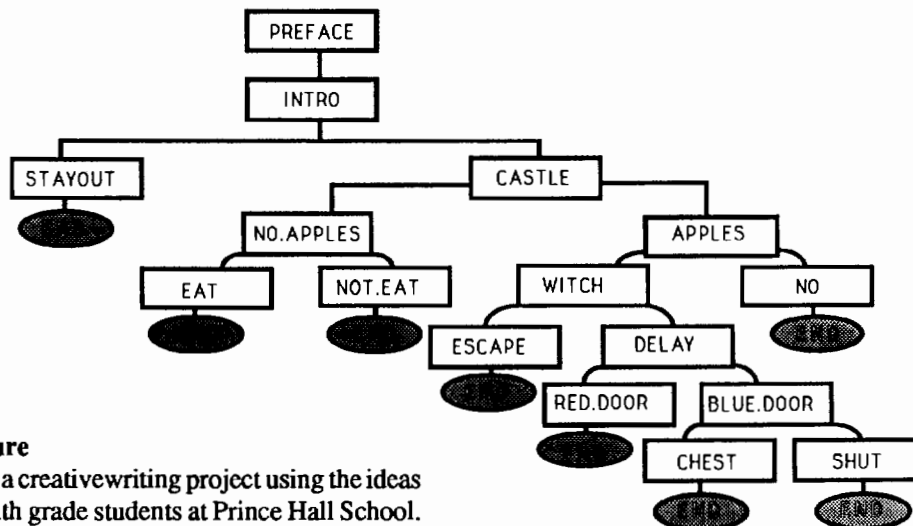 PREFACE
INTRO
STAYOUT
CASTLE
NO.APPLES
APPLES
EAT
NOT.EAT
WITCH
NO
END
ESCAPE
DELAY
RED.DOOR
BLUE.DOOR
CHEST
SHUT
END
END
ure
a creativewriting project using the ideas
th grade students at Prince Hall School.